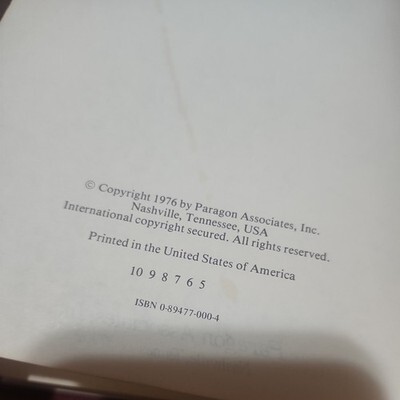 © Copyright 1976 by Paragon Associates, Inc.
Nashville, Tennessee, USA
International copyright secured. All rights reserved.
Printed in the United States of America
10 9 8 7 6 5
ISBN 0-89477-000-4